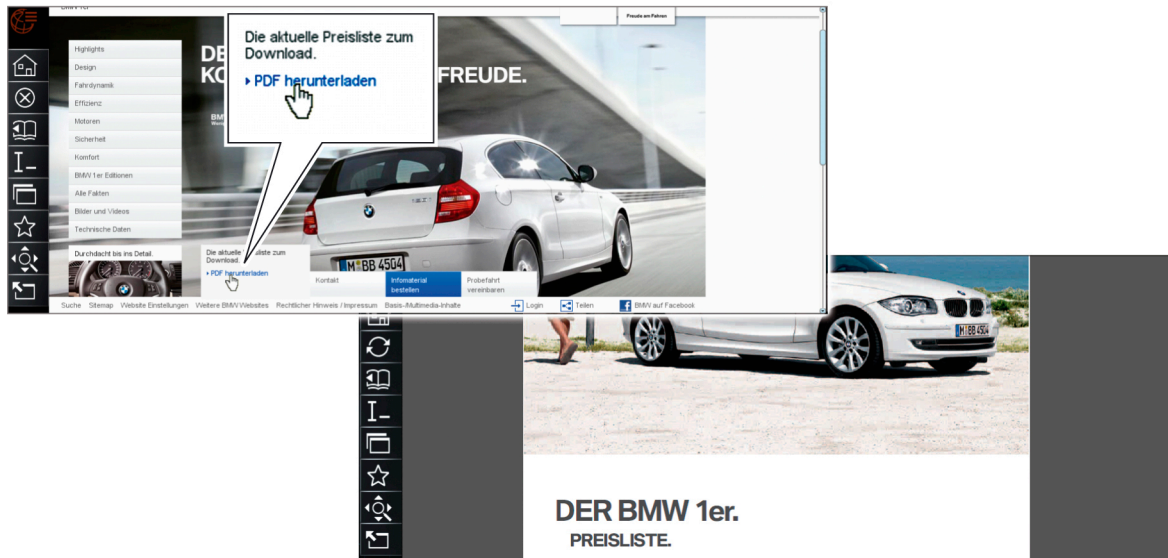 BMW 1er
Freude am Fahren
Highlights
Design
Fahrdynamik
Effizienz
Motoren
Sicherheit
Komfort
BMW 1er Editionen
Alle Fakten
Bilder und Videos
Technische Daten
FREUDE.
Die aktuelle Preisliste zum
Download.
PDF herunterladen
Durchdacht bis ins Detail.
Die aktuelle
liste zum
Download.
PDF herunterladen
M BB 4504
Kontakt
Infomaterial
bestellen
Probefahrt
vereinbaren
Suche Sitemap Website Einstellungen Weitere BMW Websites Rechtlicher Hinweis / Impressum Basis-/Multimedia-Inhalte Login Teilen BMW auf Facebook
M BB 4504
DER BMW 1er.
PREISLISTE.